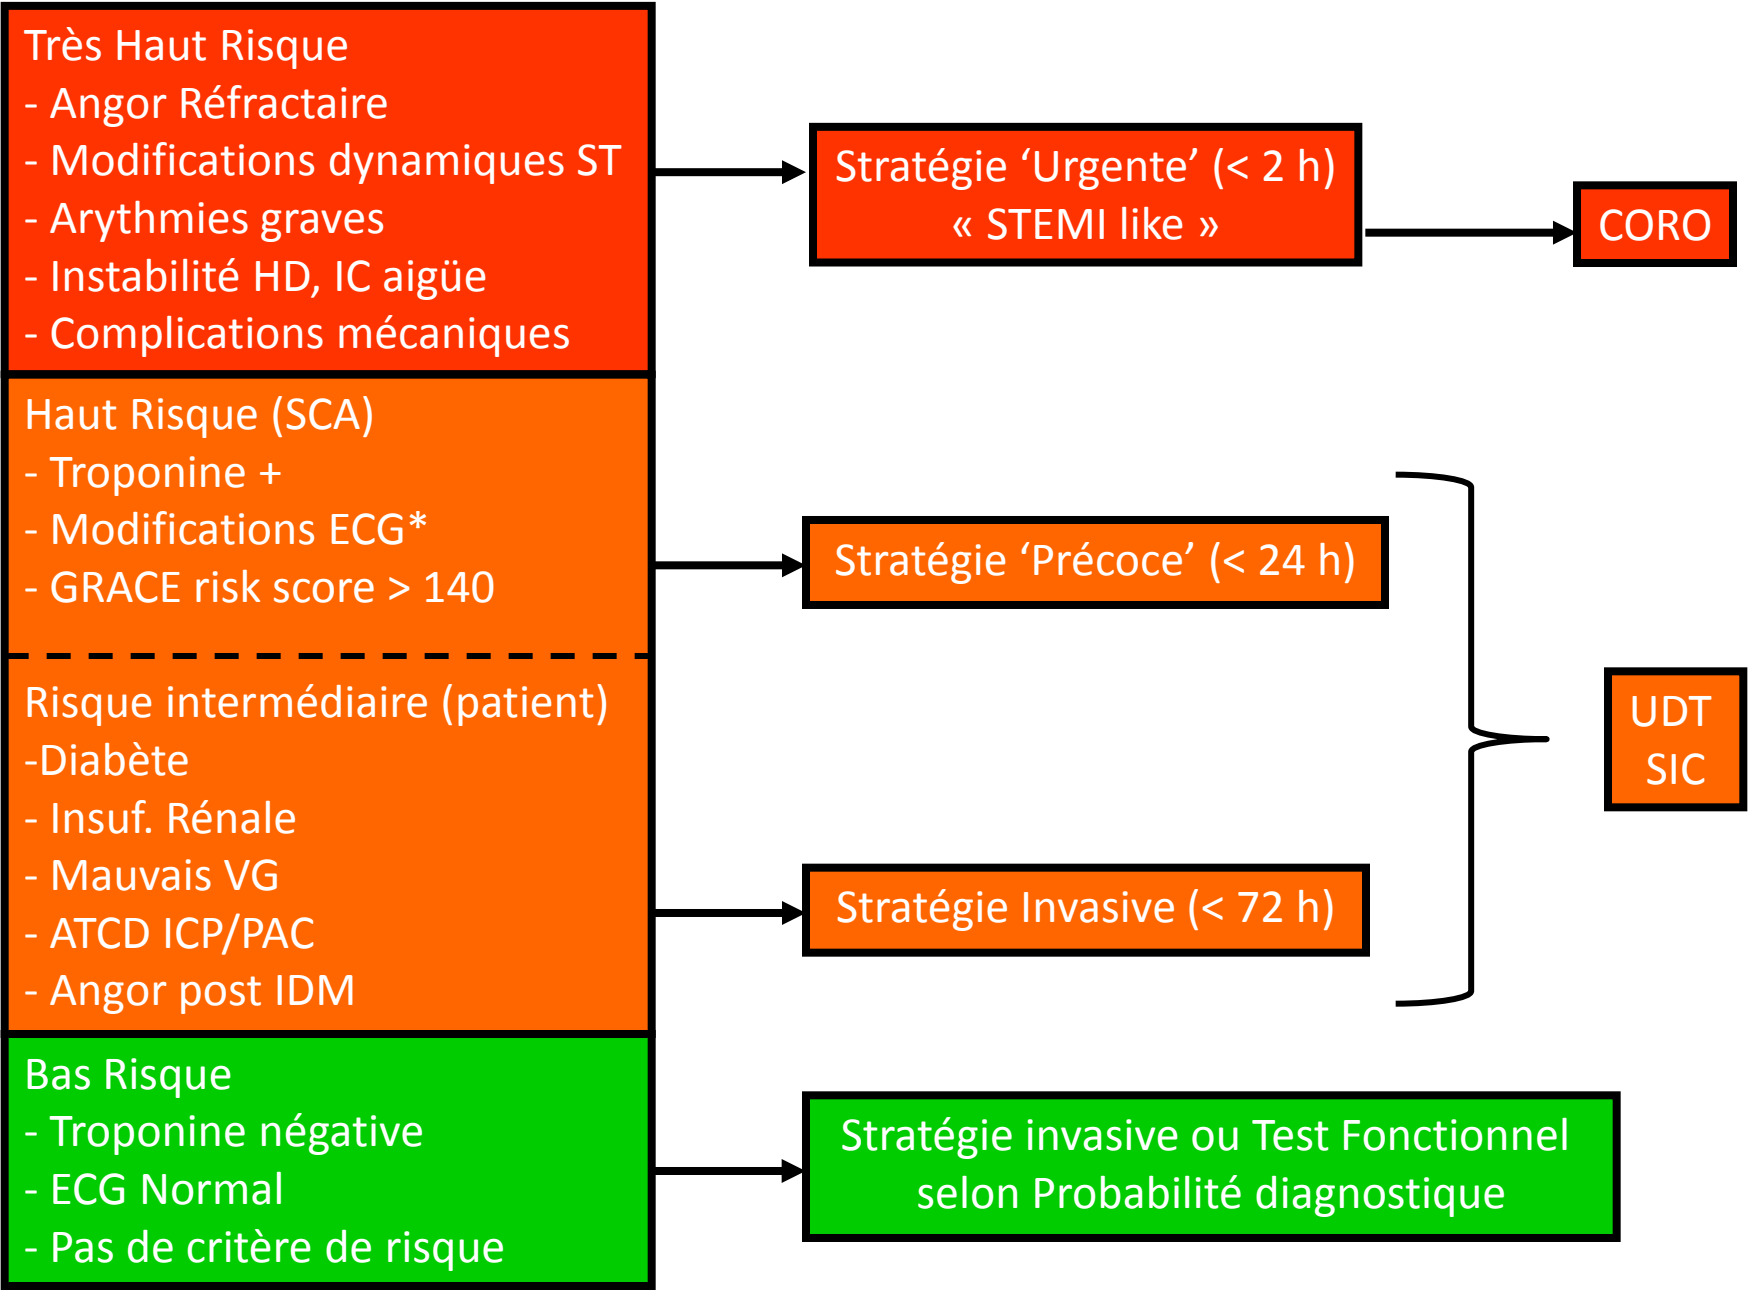 Très Haut Risque
- Angor Réfractaire
- Modifications dynamiques ST
- Arythmies graves
- Instabilité HD, IC aigüe
- Complications mécaniques
Stratégie ‘Urgente’ (< 2 h)
« STEMI like »
CORO
Haut Risque (SCA)
- Troponine +
- Modifications ECG*
- GRACE risk score > 140
Stratégie ‘Précoce’ (< 24 h)
Risque intermédiaire (patient)
-Diabète
- Insuf. Rénale
- Mauvais VG
- ATCD ICP/PAC
- Angor post IDM
Stratégie Invasive (< 72 h)
UDT
SIC
Bas Risque
- Troponine négative
- ECG Normal
- Pas de critère de risque
Stratégie invasive ou Test Fonctionnel
selon Probabilité diagnostique